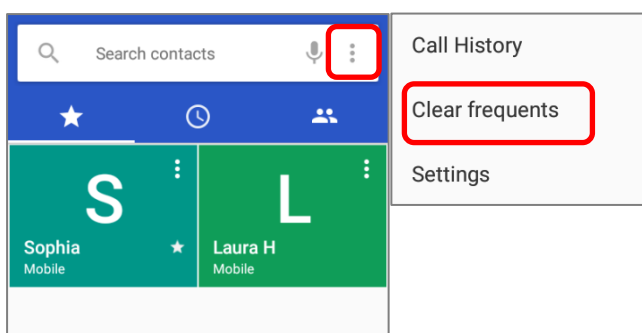 Search contacts
S
L
Sophia
Mobile
Laura H
Mobile
Call History
Clear frequents
Settings